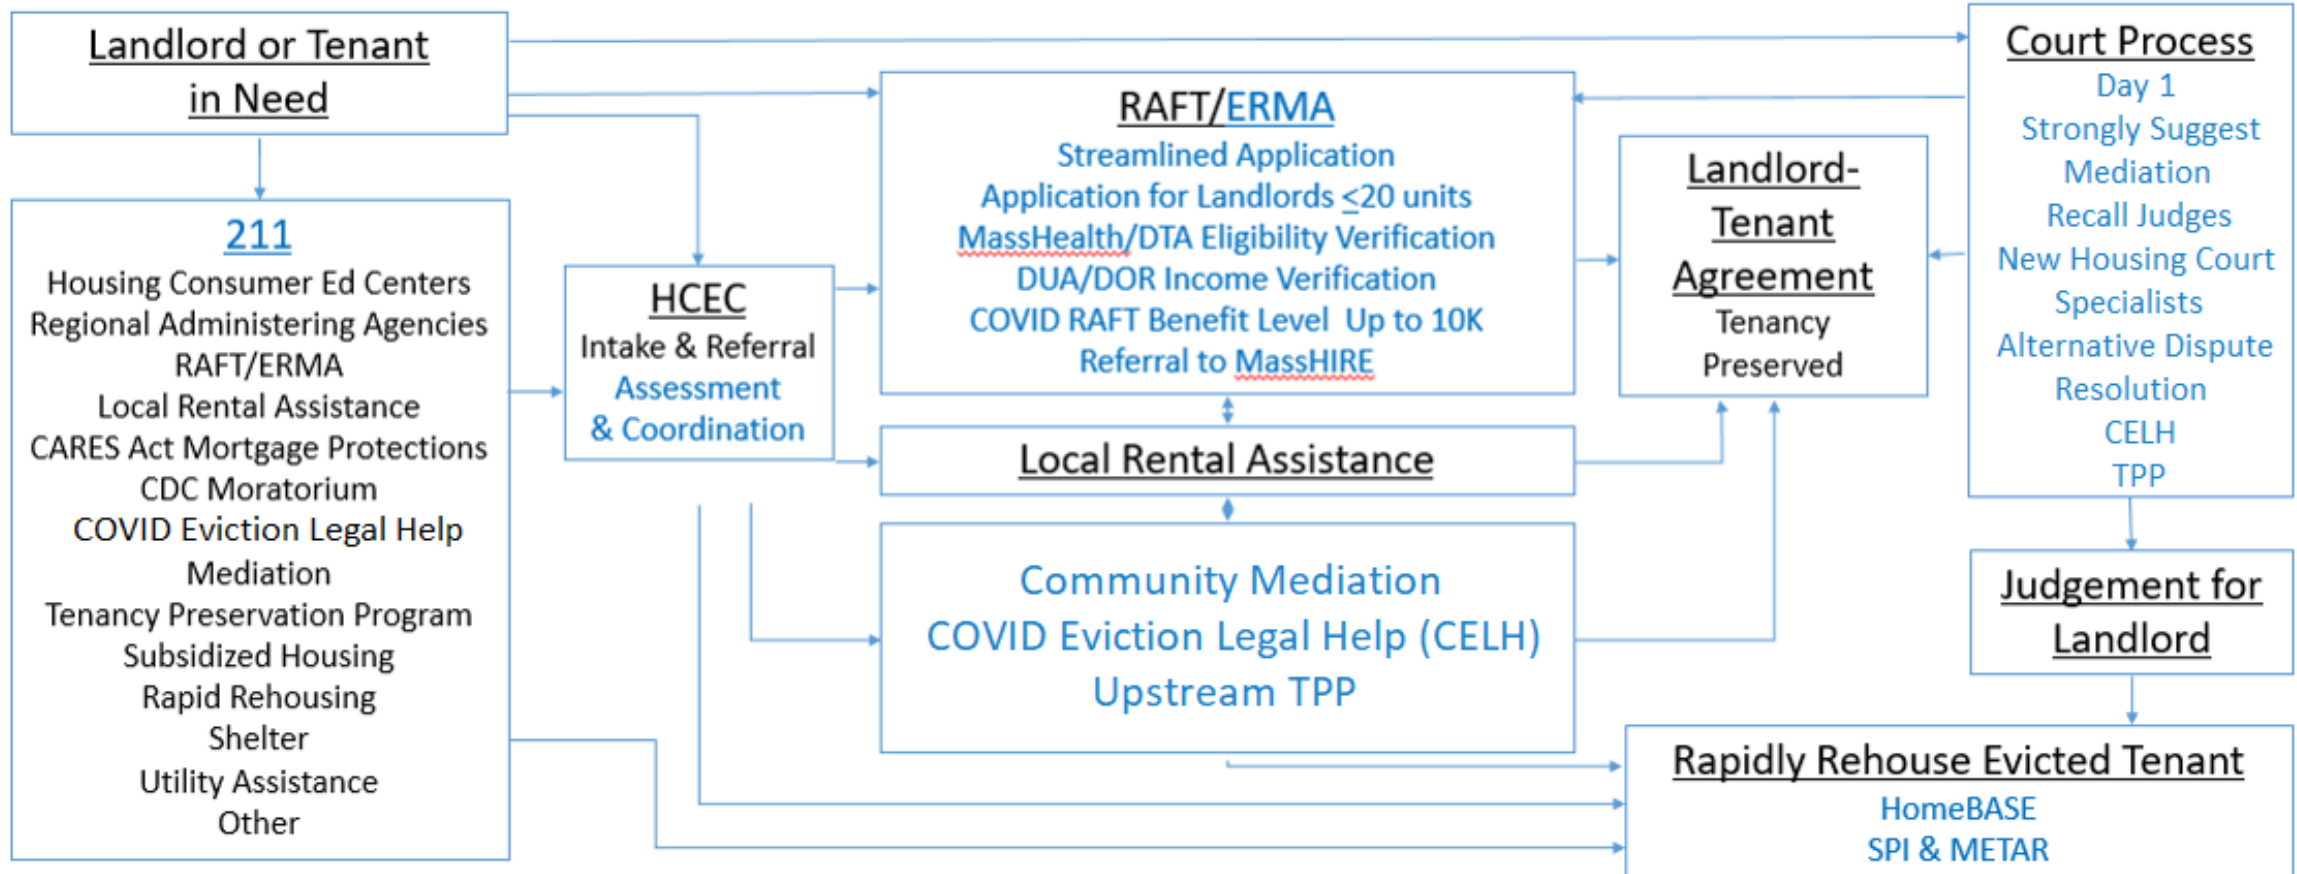 Landlord or Tenant
in Need
211
Housing Consumer Ed Centers
Regional Administering Agencies
RAFT/ERMA
Local Rental Assistance
CARES Act Mortgage Protections
CDC Moratorium
COVID Eviction Legal Help
Mediation
Tenancy Preservation Program
Subsidized Housing
Rapid Rehousing
Shelter
Utility Assistance
Other
HCEC
Intake & Referral
Assessment
& Coordination
RAFT/ERMA
Streamlined Application
Application for Landlords ≤20 units
MassHealth/DTA Eligibility Verification
DUA/DOR Income Verification
COVID RAFT Benefit Level Up to 10K
Referral to MassHIRE
Local Rental Assistance
Community Mediation
COVID Eviction Legal Help (CELH)
Upstream TPP
Landlord-
Tenant
Agreement
Tenancy
Preserved
Court Process
Day 1
Strongly Suggest
Mediation
Recall Judges
New Housing Court
Specialists
Alternative Dispute
Resolution
CELH
TPP
Judgement for
Landlord
Rapidly Rehouse Evicted Tenant
HomeBASE
SPI & METAR